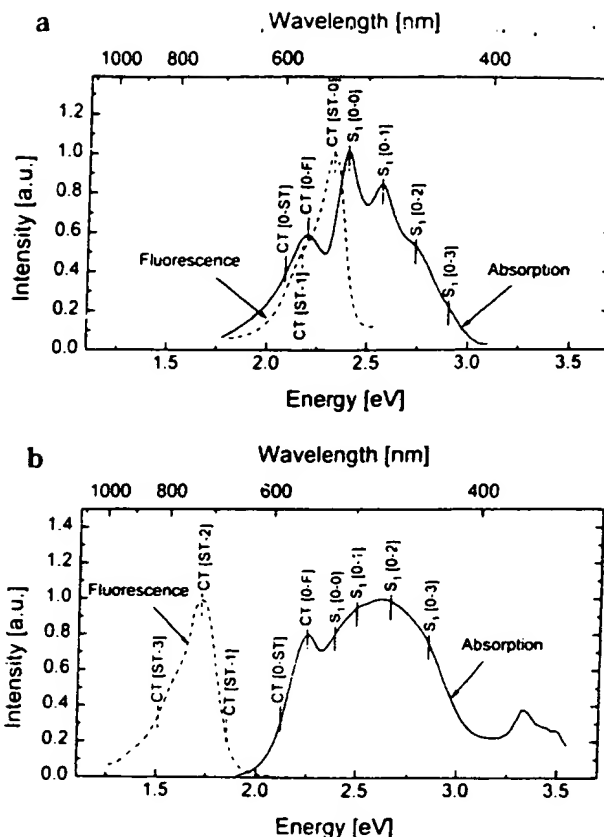 a
Wavelength [nm]
1000 800 600 400
Intensity [a.u.]
1.2
1.0
0.8
0.6
0.4
0.2
0.0
CT [0-ST]
CT [ST-1]
CT [0-F]
CT [ST-0]
S₁ [0-0]
S₁ [0-1]
S₁ [0-2]
S₁ [0-3]
Fluorescence
Absorption
2.0 2.5 3.0 3.5
Energy [eV]
b
Wavelength [nm]
1000 800 600 400
Intensity [a.u.]
1.4
1.2
1.0
0.8
0.6
0.4
0.2
0.0
Fluorescence
CT [ST-3]
CT [ST-2]
CT [ST-1]
CT [0-ST]
CT [0-F]
S₁ [0-0]
S₁ [0-1]
S₁ [0-2]
S₁ [0-3]
Absorption
1.5 2.0 2.5 3.0 3.5
Energy [eV]